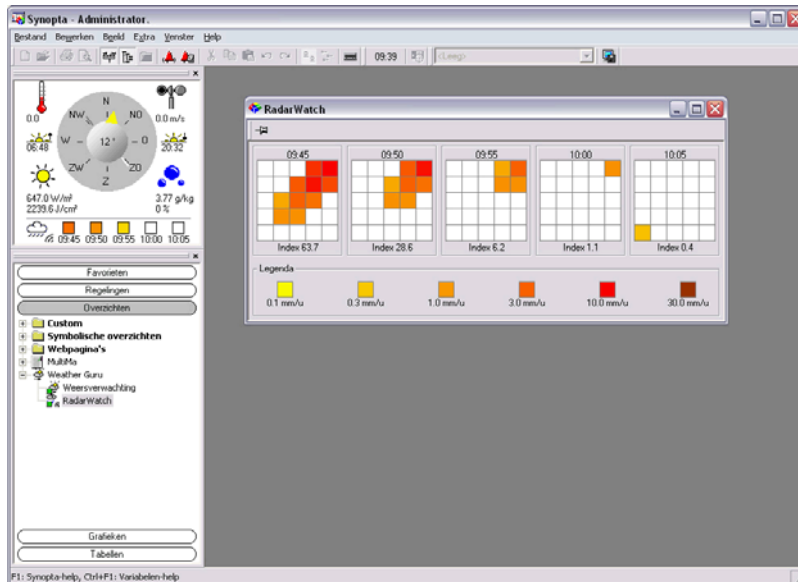 Synopta - Administrator.
Bestand Bewerken Beeld Extra Venster Help
09:39 <Leeg>
N
NW NO
0.0 0.0 m/s
W 12° O
06:48 20:32
ZW ZO
Z
647.0 W/m² 3.77 g/kg
2239.6 J/cm² 0 %
09:45 09:50 09:55 10:00 10:05
Favorieten
Regelingen
Overzichten
Custom
Symbolische overzichten
Webpagina's
MultiMa
Weather Guru
Weersverwachting
RadarWatch
Grafieken
Tabellen
F1: Synopta-help, Ctrl+F1: Variabelen-help
RadarWatch
09:45 09:50 09:55 10:00 10:05
Index 63.7 Index 28.6 Index 6.2 Index 1.1 Index 0.4
Legenda
0.1 mm/u 0.3 mm/u 1.0 mm/u 3.0 mm/u 10.0 mm/u 30.0 mm/u